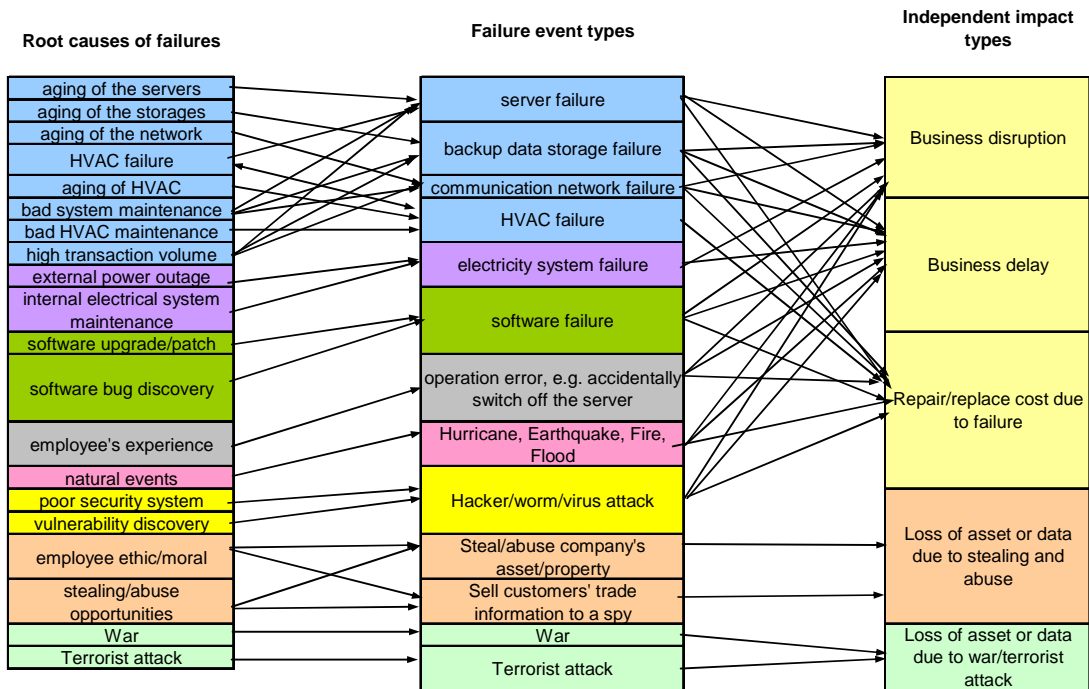 Root causes of failures
aging of the servers
aging of the storages
aging of the network
HVAC failure
aging of HVAC
bad system maintenance
bad HVAC maintenance
high transaction volume
external power outage
internal electrical system
maintenance
software upgrade/patch
software bug discovery
employee's experience
natural events
poor security system
vulnerability discovery
employee ethic/moral
stealing/abuse
opportunities
War
Terrorist attack
Failure event types
server failure
backup data storage failure
communication network failure
HVAC failure
electricity system failure
software failure
operation error, e.g. accidentally
switch off the server
Hurricane, Earthquake, Fire,
Flood
Hacker/worm/virus attack
Steal/abuse company's
asset/property
Sell customers' trade
information to a spy
War
Terrorist attack
Independent impact
types
Business disruption
Business delay
Repair/replace cost due
to failure
Loss of asset or data
due to stealing and
abuse
Loss of asset or data
due to war/terrorist
attack